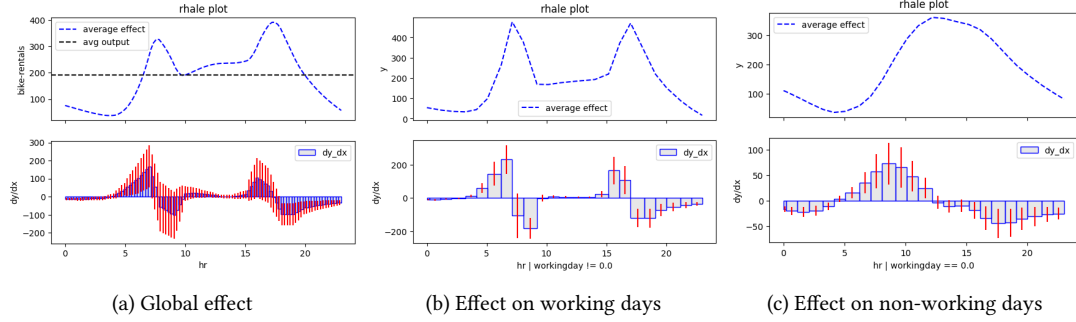 rhale plot
400
300
200
100
bike-rentals
average effect
avg output
300
200
100
0
−100
−200
dy/dx
dy_dx
0 5 10 15 20
hr
(a) Global effect
rhale plot
400
300
200
100
0
y
average effect
200
0
−200
dy/dx
dy_dx
0 5 10 15 20
hr | workingday != 0.0
(b) Effect on working days
rhale plot
300
200
100
y
average effect
100
50
0
−50
dy/dx
dy_dx
0 5 10 15 20
hr | workingday == 0.0
(c) Effect on non-working days